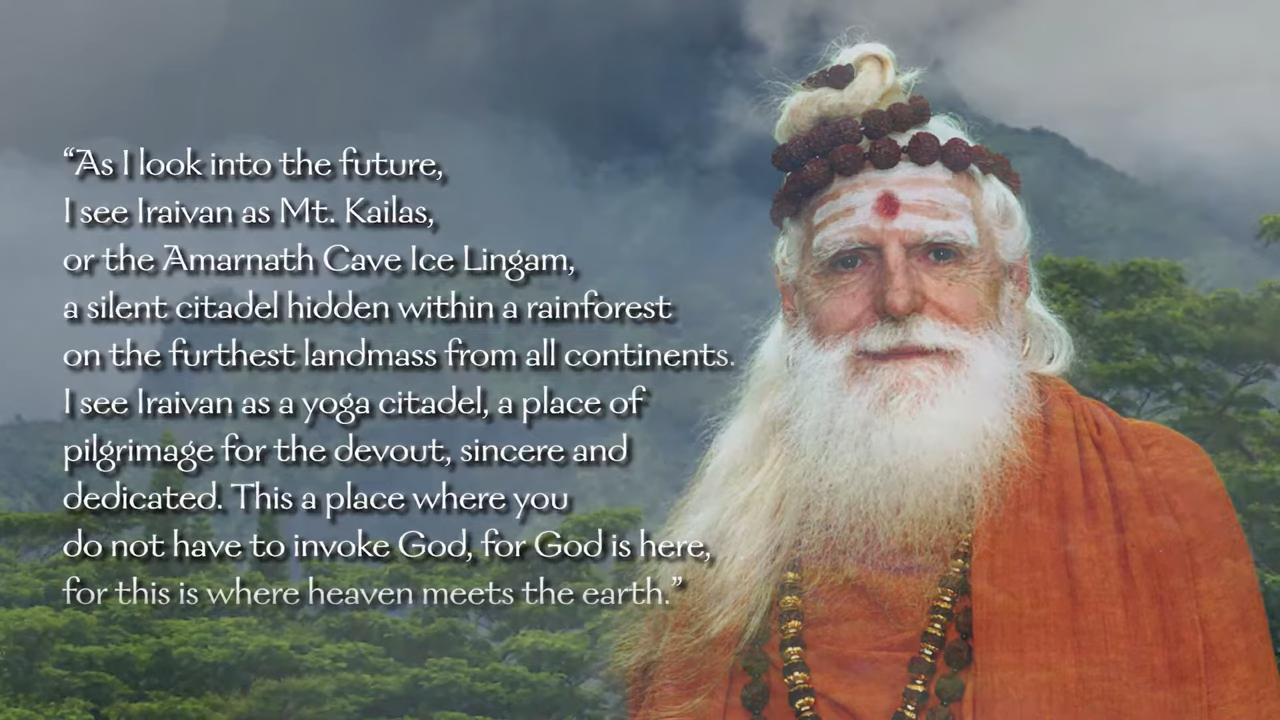 “As I look into the future,
I see Iraivan as Mt. Kailas,
or the Amarnath Cave Ice Lingam,
a silent citadel hidden within a rainforest
on the furthest landmass from all continents.
I see Iraivan as a yoga citadel, a place of
pilgrimage for the devout, sincere and
dedicated. This a place where you
do not have to invoke God, for God is here,
for this is where heaven meets the earth.”